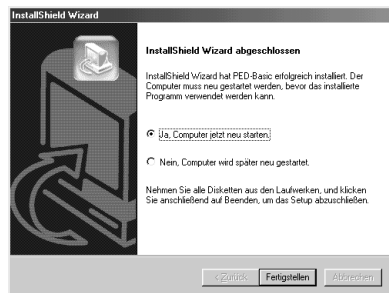 InstallShield Wizard
InstallShield Wizard abgeschlossen
InstallShield Wizard hat PED-Basic erfolgreich installiert. Der
Computer muss neu gestartet werden, bevor das installierte
Programm verwendet werden kann.
Ja, Computer jetzt neu starten.
Nein, Computer wird später neu gestartet.
Nehmen Sie alle Disketten aus den Laufwerken, und klicken
Sie anschließend auf Beenden, um das Setup abzuschließen.
< Zurück Fertigstellen Abbrechen